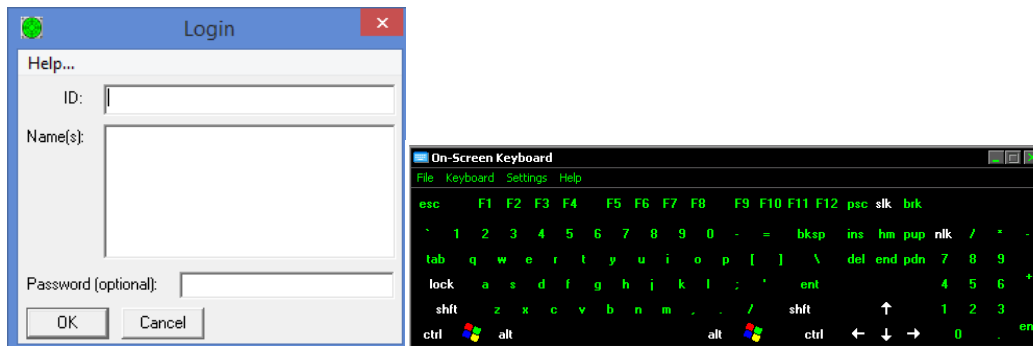 Login
Help...
ID:
Name(s):
Password (optional):
OK Cancel
On-Screen Keyboard
File Keyboard Settings Help
esc F1 F2 F3 F4 F5 F6 F7 F8 F9 F10 F11 F12 psc slk brk
` 1 2 3 4 5 6 7 8 9 0 - = bksp ins hm pup nlk / * -
tab q w e r t y u i o p [ ] \ del end pdn 7 8 9
lock a s d f g h j k l ; ' ent 4 5 6 +
shft z x c v b n m , . / shft ↑ 1 2 3
ctrl alt alt ctrl ← ↓ → 0 . en